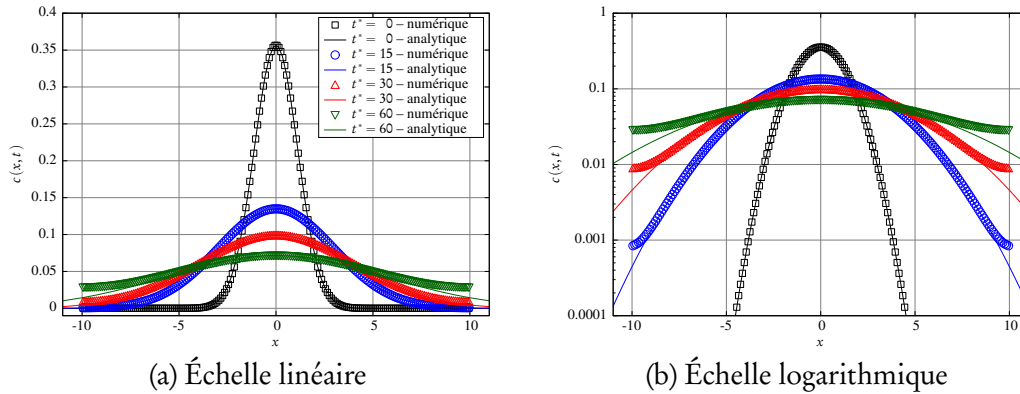 0.4
0.35
0.3
0.25
0.2
0.15
0.1
0.05
0
c(x,t)
-10 -5 0 5 10
x
t* = 0 – numérique
t* = 0 – analytique
t* = 15 – numérique
t* = 15 – analytique
t* = 30 – numérique
t* = 30 – analytique
t* = 60 – numérique
t* = 60 – analytique
(a) Échelle linéaire
1
0.1
0.01
0.001
0.0001
c(x,t)
-10 -5 0 5 10
x
(b) Échelle logarithmique